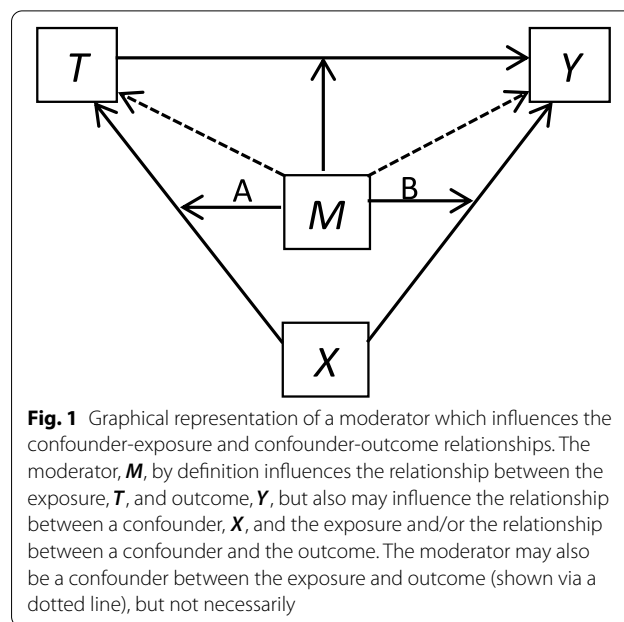 T
Y
A
B
M
X
Fig. 1 Graphical representation of a moderator which influences the
confounder-exposure and confounder-outcome relationships. The
moderator, M, by definition influences the relationship between the
exposure, T, and outcome, Y, but also may influence the relationship
between a confounder, X, and the exposure and/or the relationship
between a confounder and the outcome. The moderator may also
be a confounder between the exposure and outcome (shown via a
dotted line), but not necessarily